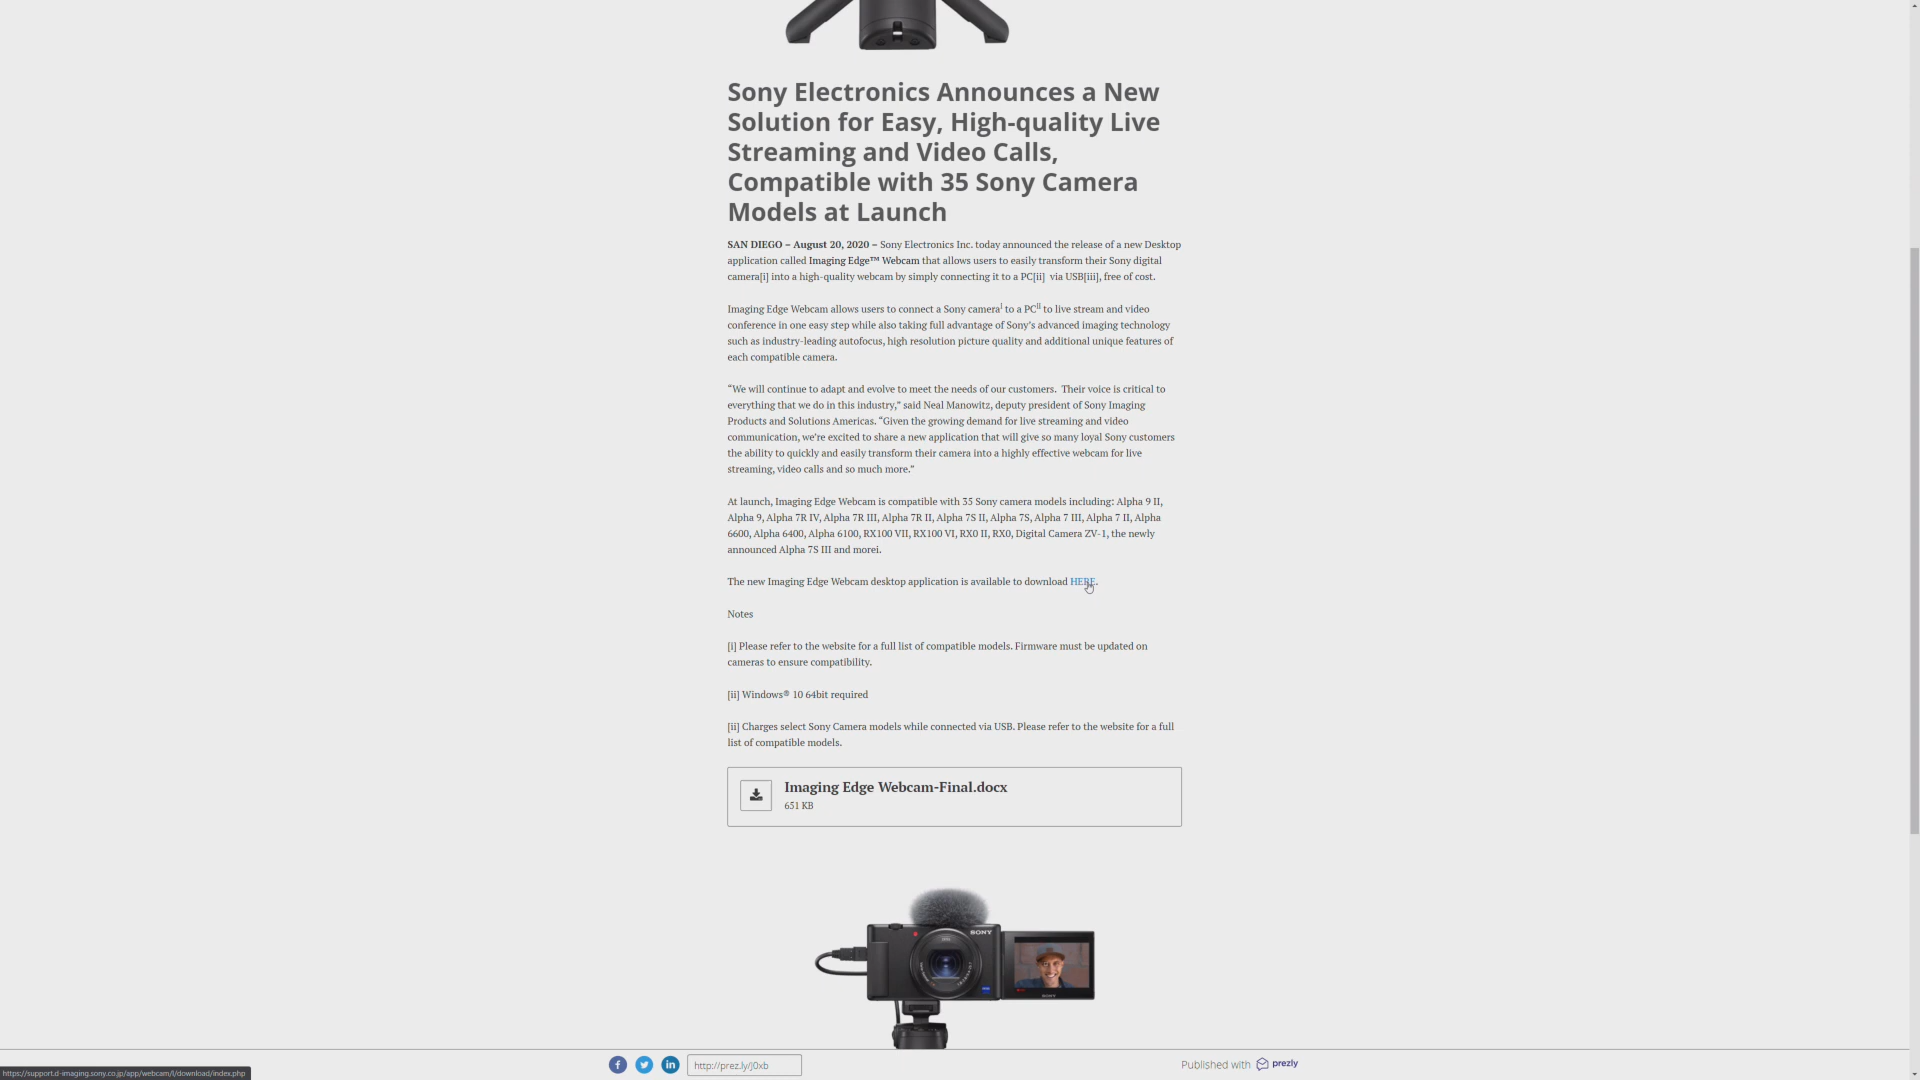 Sony Electronics Announces a New
Solution for Easy, High-quality Live
Streaming and Video Calls,
Compatible with 35 Sony Camera
Models at Launch
SAN DIEGO – August 20, 2020 – Sony Electronics Inc. today announced the release of a new Desktop
application called Imaging Edge™ Webcam that allows users to easily transform their Sony digital
camera[i] into a high-quality webcam by simply connecting it to a PC[ii]  via USB[iii], free of cost.
Imaging Edge Webcam allows users to connect a Sony cameraⁱ to a PCⁱⁱ to live stream and video
conference in one easy step while also taking full advantage of Sony's advanced imaging technology
such as industry-leading autofocus, high resolution picture quality and additional unique features of
each compatible camera.
“We will continue to adapt and evolve to meet the needs of our customers.  Their voice is critical to
everything that we do in this industry,” said Neal Manowitz, deputy president of Sony Imaging
Products and Solutions Americas. “Given the growing demand for live streaming and video
communication, we're excited to share a new application that will give so many loyal Sony customers
the ability to quickly and easily transform their camera into a highly effective webcam for live
streaming, video calls and so much more.”
At launch, Imaging Edge Webcam is compatible with 35 Sony camera models including: Alpha 9 II,
Alpha 9, Alpha 7R IV, Alpha 7R III, Alpha 7R II, Alpha 7S II, Alpha 7S, Alpha 7 III, Alpha 7 II, Alpha
6600, Alpha 6400, Alpha 6100, RX100 VII, RX100 VI, RX0 II, RX0, Digital Camera ZV-1, the newly
announced Alpha 7S III and morei.
The new Imaging Edge Webcam desktop application is available to download HERE.
Notes
[i] Please refer to the website for a full list of compatible models. Firmware must be updated on
cameras to ensure compatibility.
[ii] Windows® 10 64bit required
[ii] Charges select Sony Camera models while connected via USB. Please refer to the website for a full
list of compatible models.
Imaging Edge Webcam-Final.docx
651 KB
SONY
SONY
http://prez.ly/j0xb
Published with prezly
https://support.d-imaging.sony.co.jp/app/webcam/l/download/index.php